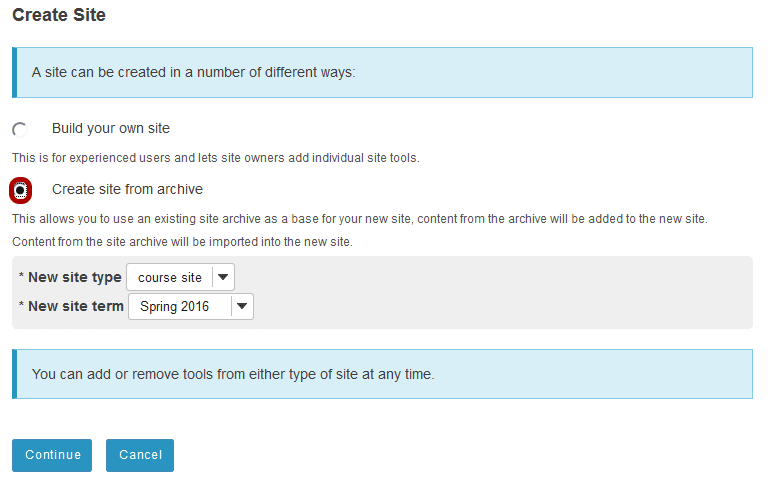 Create Site
A site can be created in a number of different ways:
Build your own site
This is for experienced users and lets site owners add individual site tools.
Create site from archive
This allows you to use an existing site archive as a base for your new site, content from the archive will be added to the new site.
Content from the site archive will be imported into the new site.
* New site type course site
* New site term Spring 2016
You can add or remove tools from either type of site at any time.
Continue Cancel